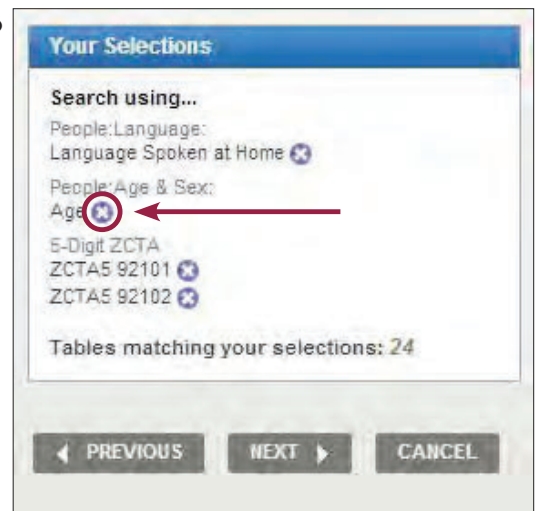 Your Selections
Search using...
People:Language:
Language Spoken at Home
People:Age & Sex:
Age
5-Digit ZCTA
ZCTA5 92101
ZCTA5 92102
Tables matching your selections: 24
PREVIOUS NEXT CANCEL